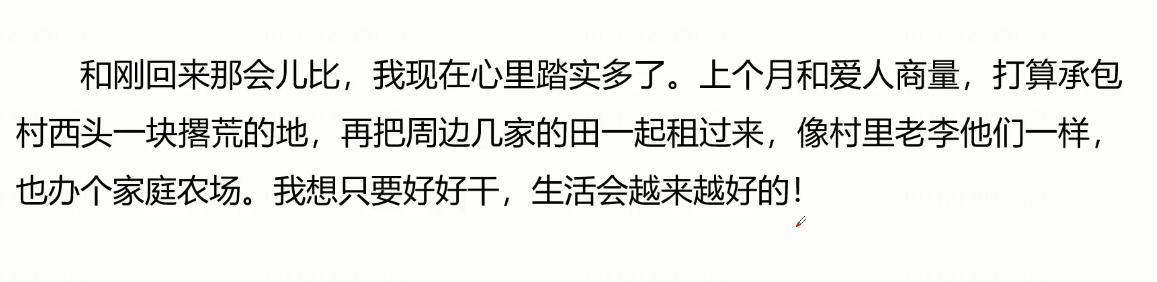 和刚回来那会儿比，我现在心里踏实多了。上个月和爱人商量，打算承包
村西头一块撂荒的地，再把周边几家的田一起租过来，像村里老李他们一样，
也办个家庭农场。我想只要好好干，生活会越来越好的！